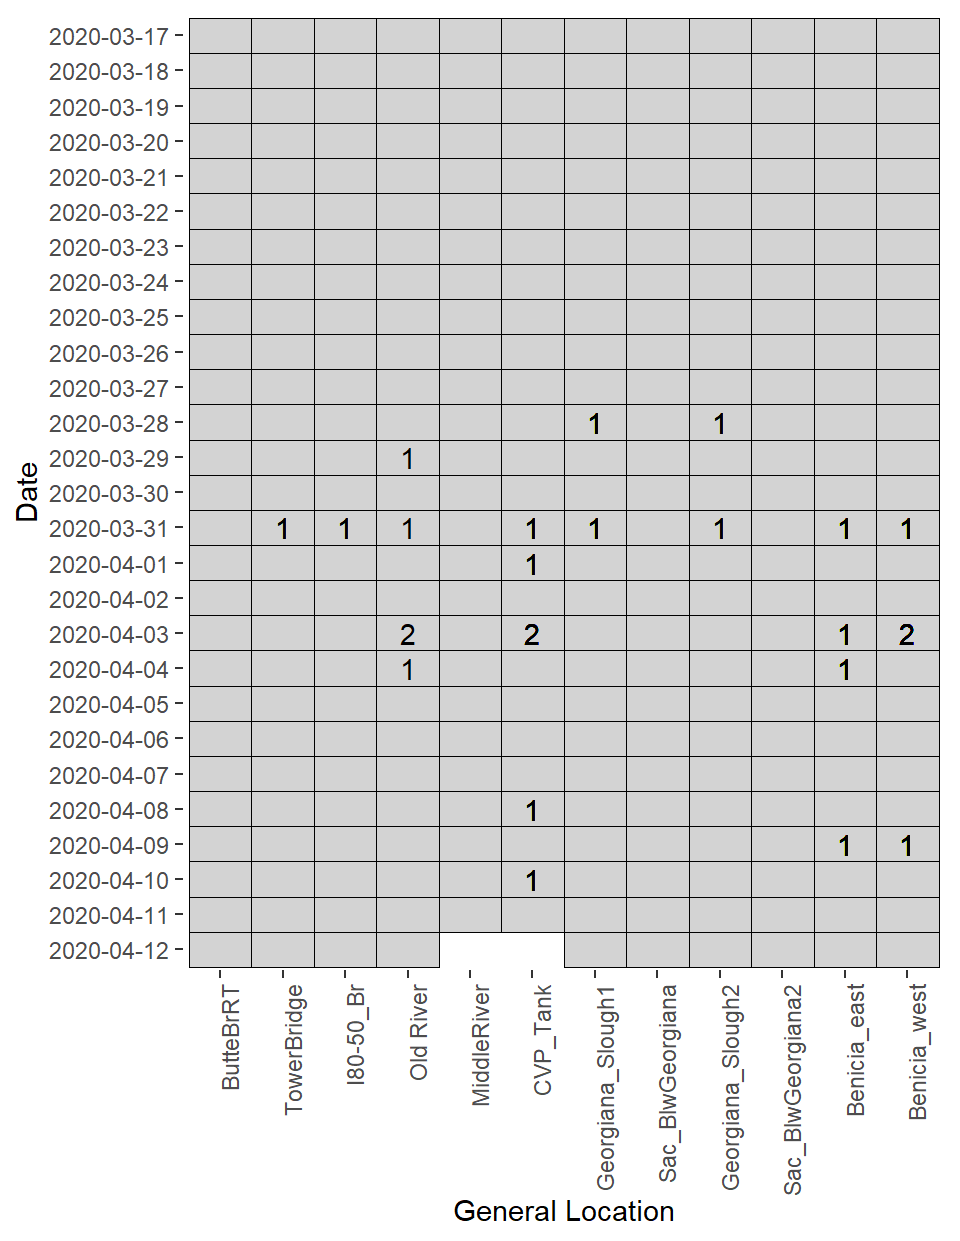 2020-03-17
2020-03-18
2020-03-19
2020-03-20
2020-03-21
2020-03-22
2020-03-23
2020-03-24
2020-03-25
2020-03-26
2020-03-27
2020-03-28 1 1
2020-03-29 1
2020-03-30
2020-03-31 1 1 1 1 1 1 1 1
2020-04-01 1
2020-04-02
2020-04-03 2 2 1 2
2020-04-04 1 1
2020-04-05
2020-04-06
2020-04-07
2020-04-08 1
2020-04-09 1 1
2020-04-10 1
2020-04-11
2020-04-12
Date
ButteBrRT
TowerBridge
I80-50_Br
Old River
MiddleRiver
CVP_Tank
Georgiana_Slough1
Sac_BlwGeorgiana
Georgiana_Slough2
Sac_BlwGeorgiana2
Benicia_east
Benicia_west
General Location